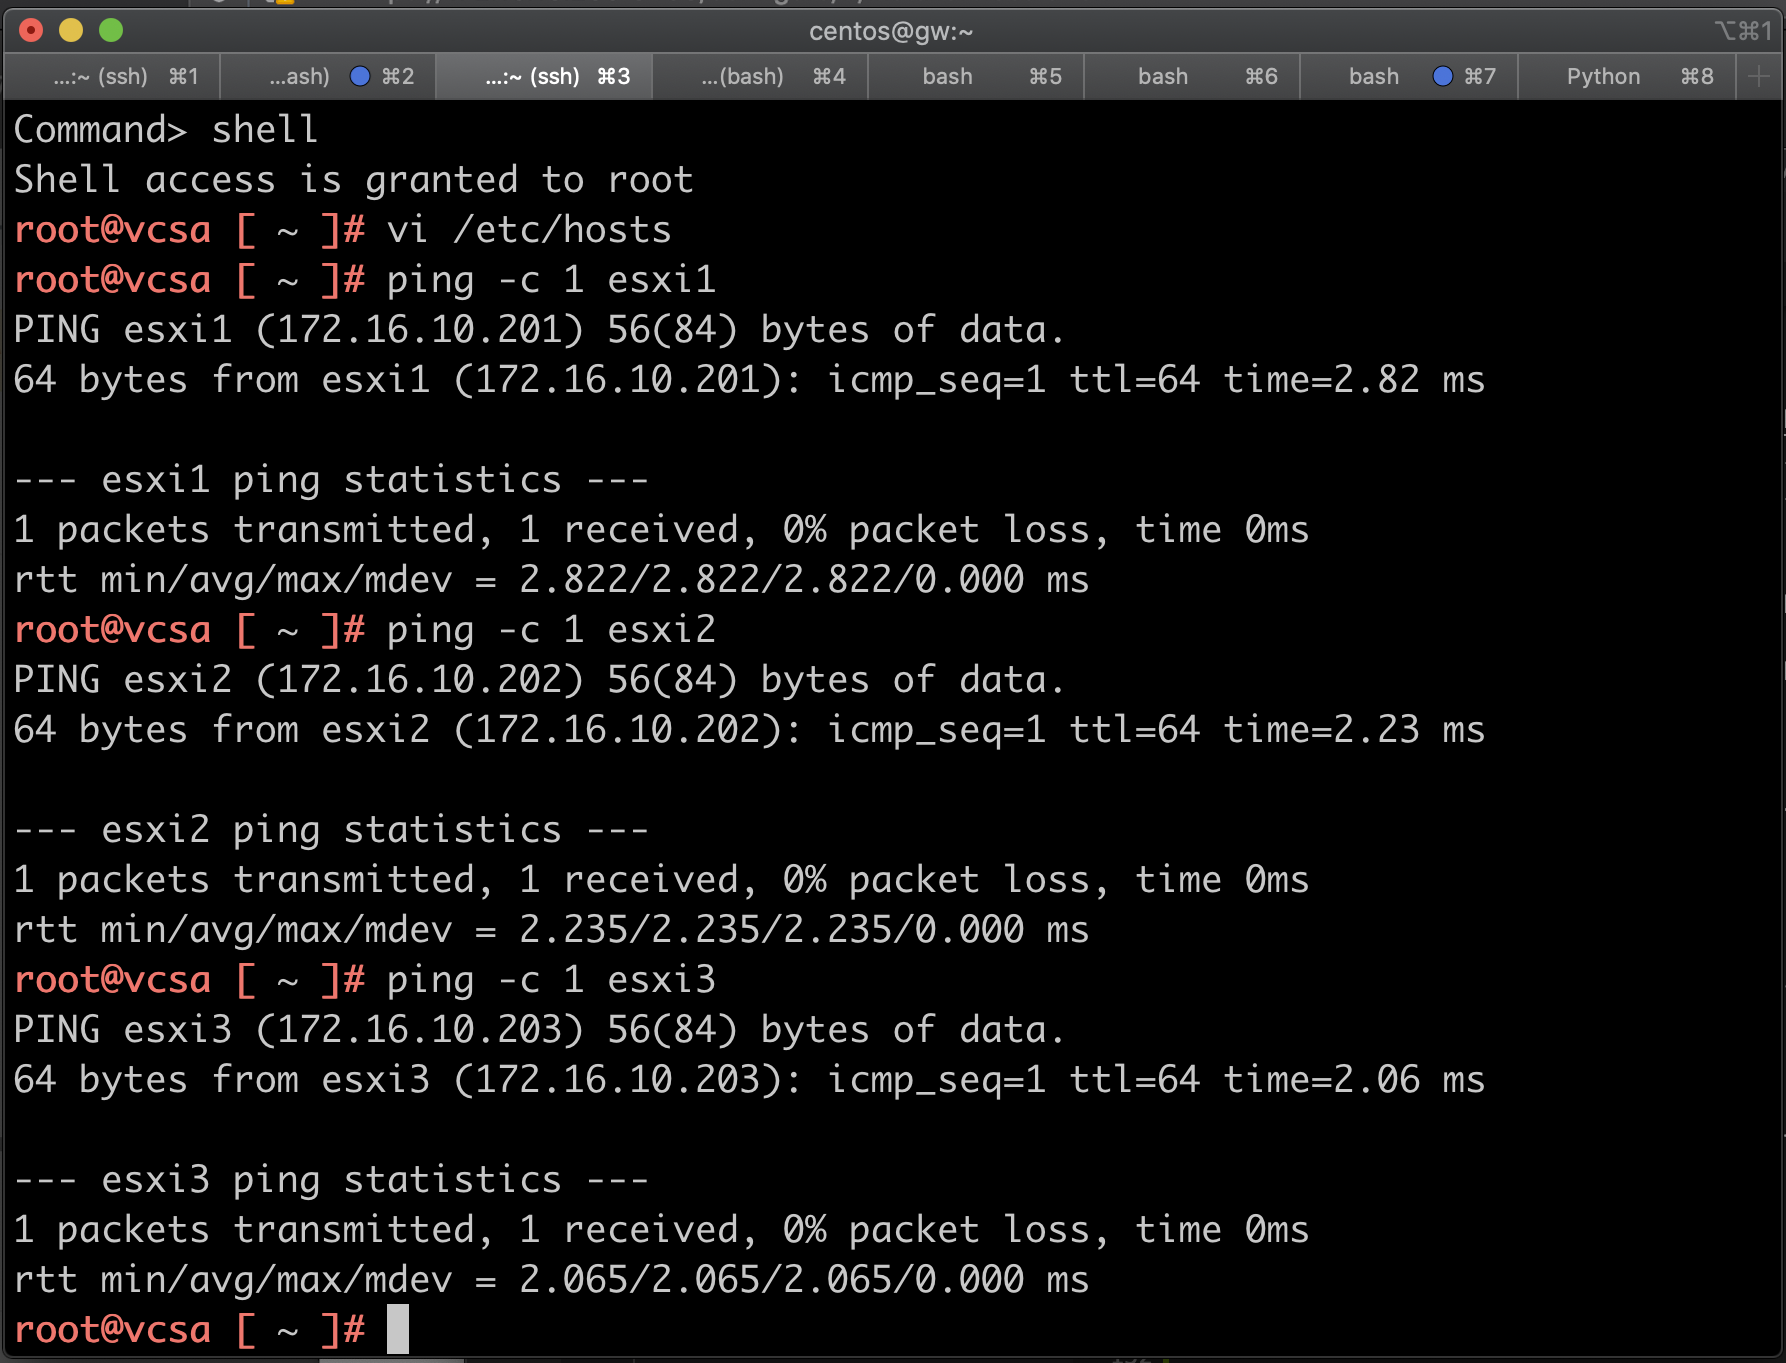 centos@gw:~ ⌥⌘1
...:~ (ssh) ⌘1 ...ash) ⌘2 ...:~ (ssh) ⌘3 ...(bash) ⌘4 bash ⌘5 bash ⌘6 bash ⌘7 Python ⌘8
Command> shell
Shell access is granted to root
root@vcsa [ ~ ]# vi /etc/hosts
root@vcsa [ ~ ]# ping -c 1 esxi1
PING esxi1 (172.16.10.201) 56(84) bytes of data.
64 bytes from esxi1 (172.16.10.201): icmp_seq=1 ttl=64 time=2.82 ms

--- esxi1 ping statistics ---
1 packets transmitted, 1 received, 0% packet loss, time 0ms
rtt min/avg/max/mdev = 2.822/2.822/2.822/0.000 ms
root@vcsa [ ~ ]# ping -c 1 esxi2
PING esxi2 (172.16.10.202) 56(84) bytes of data.
64 bytes from esxi2 (172.16.10.202): icmp_seq=1 ttl=64 time=2.23 ms

--- esxi2 ping statistics ---
1 packets transmitted, 1 received, 0% packet loss, time 0ms
rtt min/avg/max/mdev = 2.235/2.235/2.235/0.000 ms
root@vcsa [ ~ ]# ping -c 1 esxi3
PING esxi3 (172.16.10.203) 56(84) bytes of data.
64 bytes from esxi3 (172.16.10.203): icmp_seq=1 ttl=64 time=2.06 ms

--- esxi3 ping statistics ---
1 packets transmitted, 1 received, 0% packet loss, time 0ms
rtt min/avg/max/mdev = 2.065/2.065/2.065/0.000 ms
root@vcsa [ ~ ]#